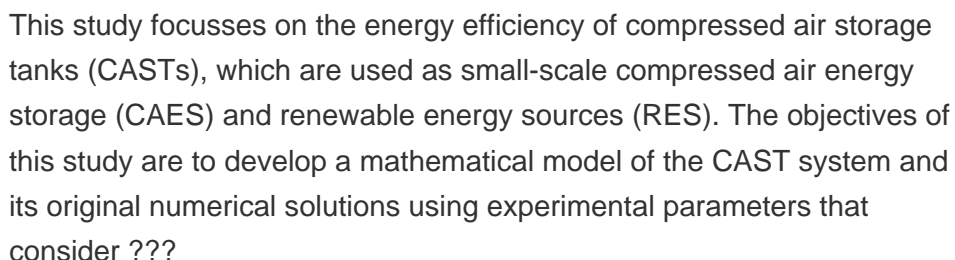 This study focusses on the energy efficiency of compressed air storage
tanks (CASTs), which are used as small-scale compressed air energy
storage (CAES) and renewable energy sources (RES). The objectives of
this study are to develop a mathematical model of the CAST system and
its original numerical solutions using experimental parameters that
consider ???